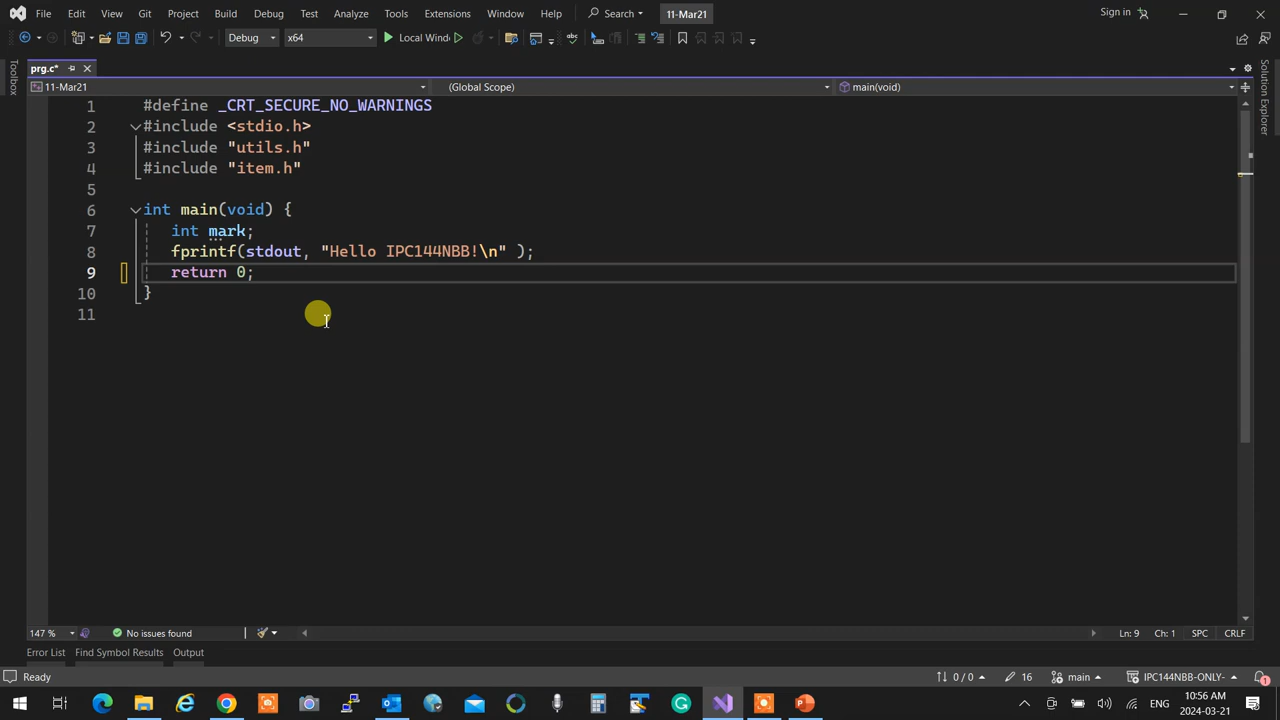 File Edit View Git Project Build Debug Test Analyze Tools Extensions Window Help Search 11-Mar21 Sign in
Debug x64 Local Wind
prg.c*
11-Mar21 (Global Scope) main(void)
1 #define _CRT_SECURE_NO_WARNINGS
2 #include <stdio.h>
3 #include "utils.h"
4 #include "item.h"
5
6 int main(void) {
7 int mark;
8 fprintf(stdout, "Hello IPC144NBB!\n" );
9 return 0;
10 }
11
Toolbox
Solution Explorer
147 % No issues found Ln: 9 Ch: 1 SPC CRLF
Error List Find Symbol Results Output
Ready 0 / 0 16 main IPC144NBB-ONLY- 1
ENG 10:56 AM
2024-03-21